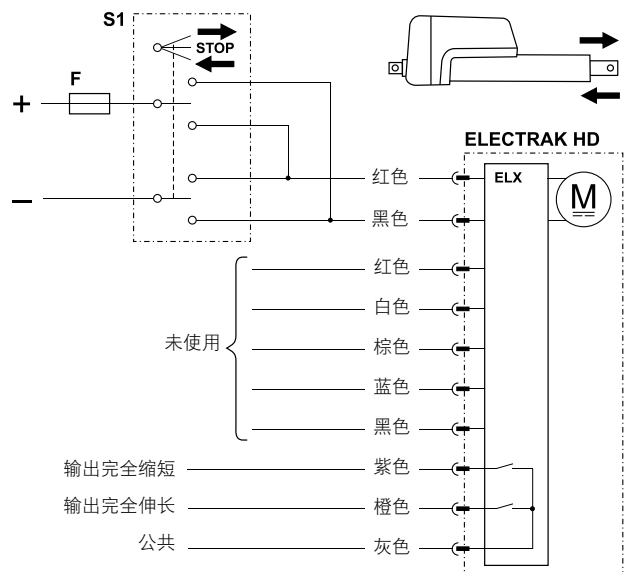 S1
STOP
F
+
−
ELECTRAK HD
ELX
M
红色
黑色
红色
白色
未使用
棕色
蓝色
黑色
输出完全缩短
紫色
输出完全伸长
橙色
公共
灰色